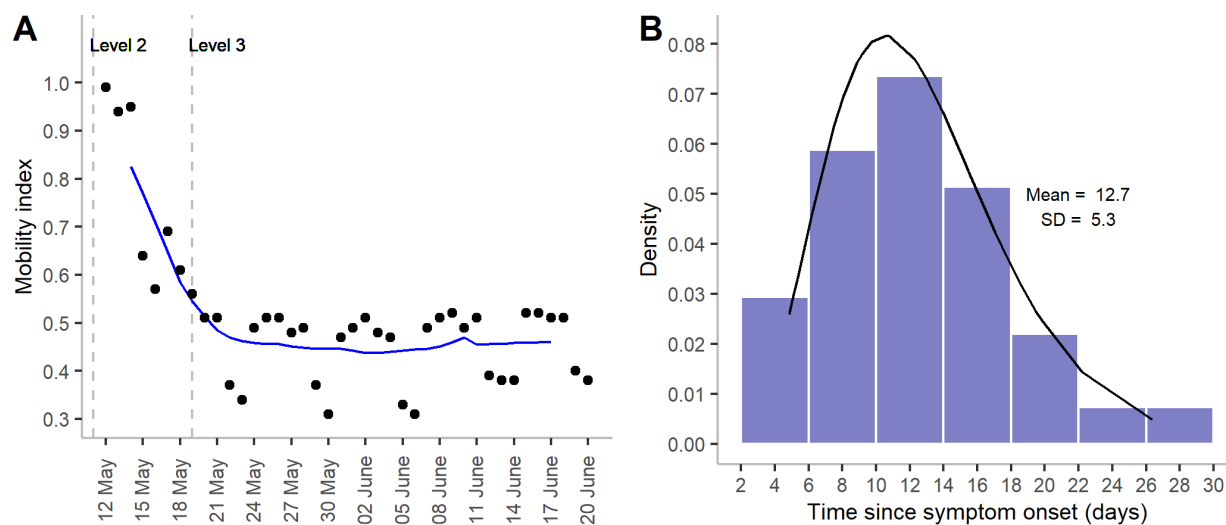 A
Level 2
Level 3
Mobility index
1.0
0.9
0.8
0.7
0.6
0.5
0.4
0.3
12 May
15 May
18 May
21 May
24 May
27 May
30 May
02 June
05 June
08 June
11 June
14 June
17 June
20 June
B
Density
0.08
0.07
0.06
0.05
0.04
0.03
0.02
0.01
0.00
Mean = 12.7
SD = 5.3
2 4 6 8 10 12 14 16 18 20 22 24 26 28 30
Time since symptom onset (days)